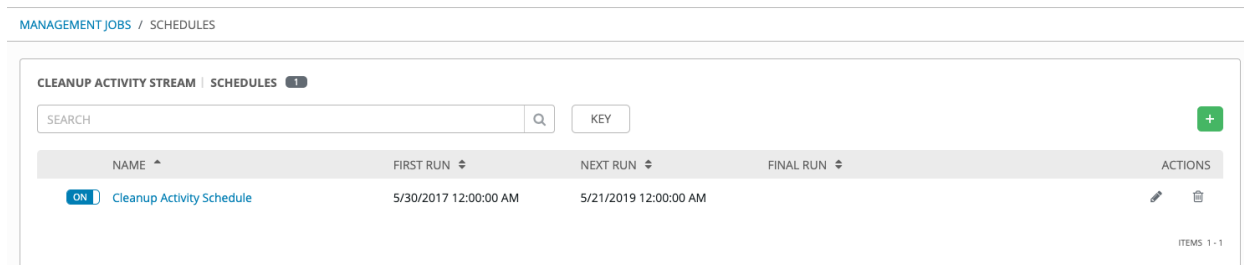 MANAGEMENT JOBS / SCHEDULES
CLEANUP ACTIVITY STREAM | SCHEDULES 1
SEARCH KEY +
NAME FIRST RUN NEXT RUN FINAL RUN ACTIONS
ON Cleanup Activity Schedule 5/30/2017 12:00:00 AM 5/21/2019 12:00:00 AM
ITEMS 1 - 1